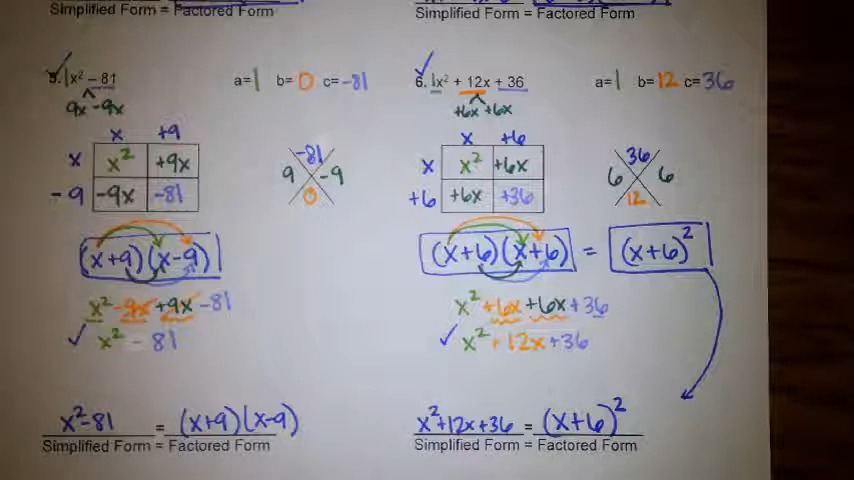 Simplified Form = Factored Form
5. 1x² - 81 a=1 b=0 c=-81
9x -9x
x +9
x x² +9x
-9 -9x -81
-81
9 -9
0
(x+9)(x-9)
x² -9x +9x -81
x² - 81
x²-81 = (x+9)(x-9)
Simplified Form = Factored Form
Simplified Form = Factored Form
6. 1x² + 12x + 36 a=1 b=12 c=36
+6x +6x
x +6
x x² +6x
+6 +6x +36
36
6 6
12
(x+6)(x+6) = (x+6)²
x² +6x +6x +36
x² +12x +36
x²+12x+36 = (x+6)²
Simplified Form = Factored Form